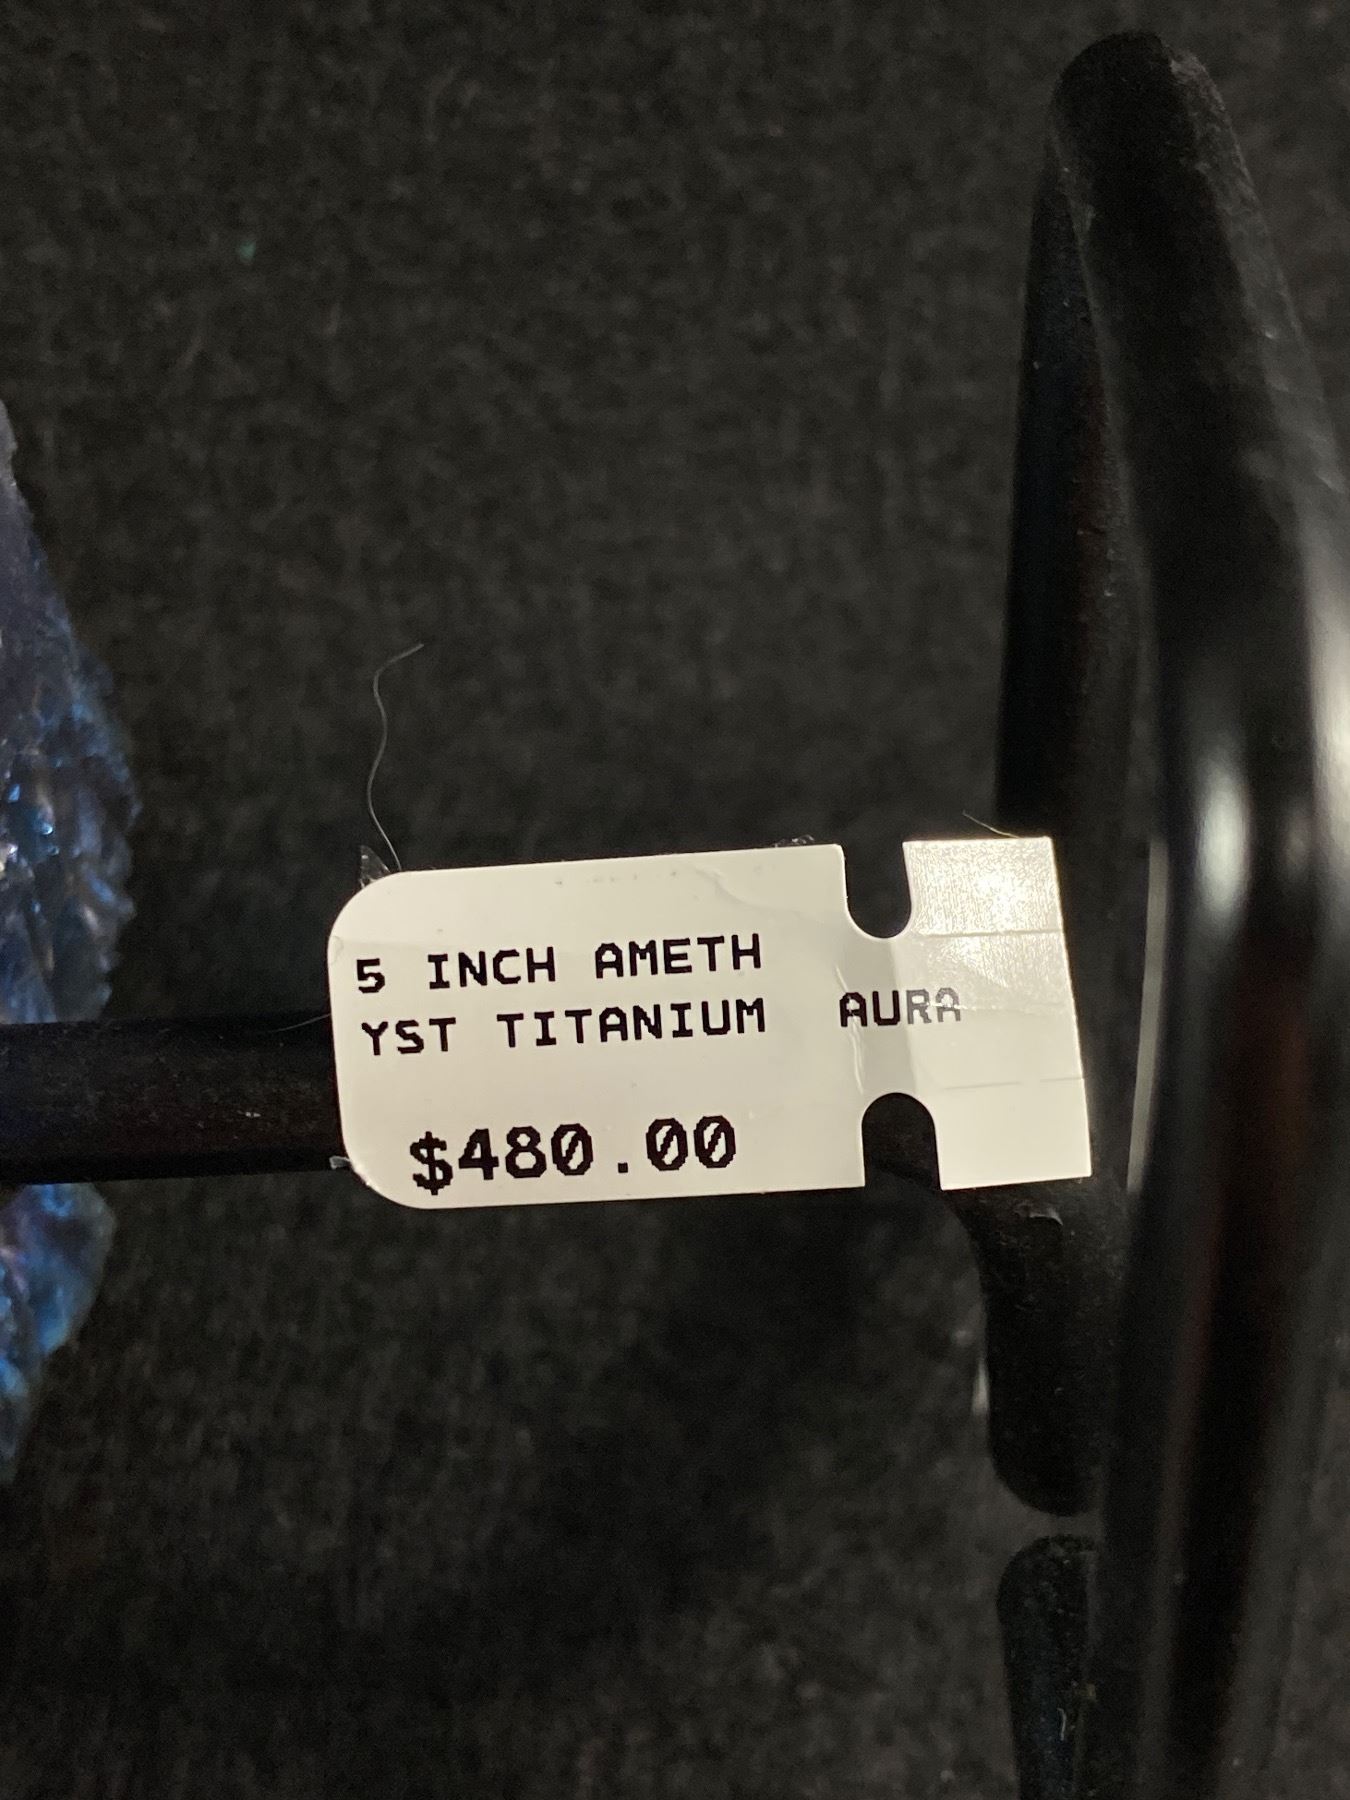 5 INCH AMETH
YST TITANIUM AURA
$480.00